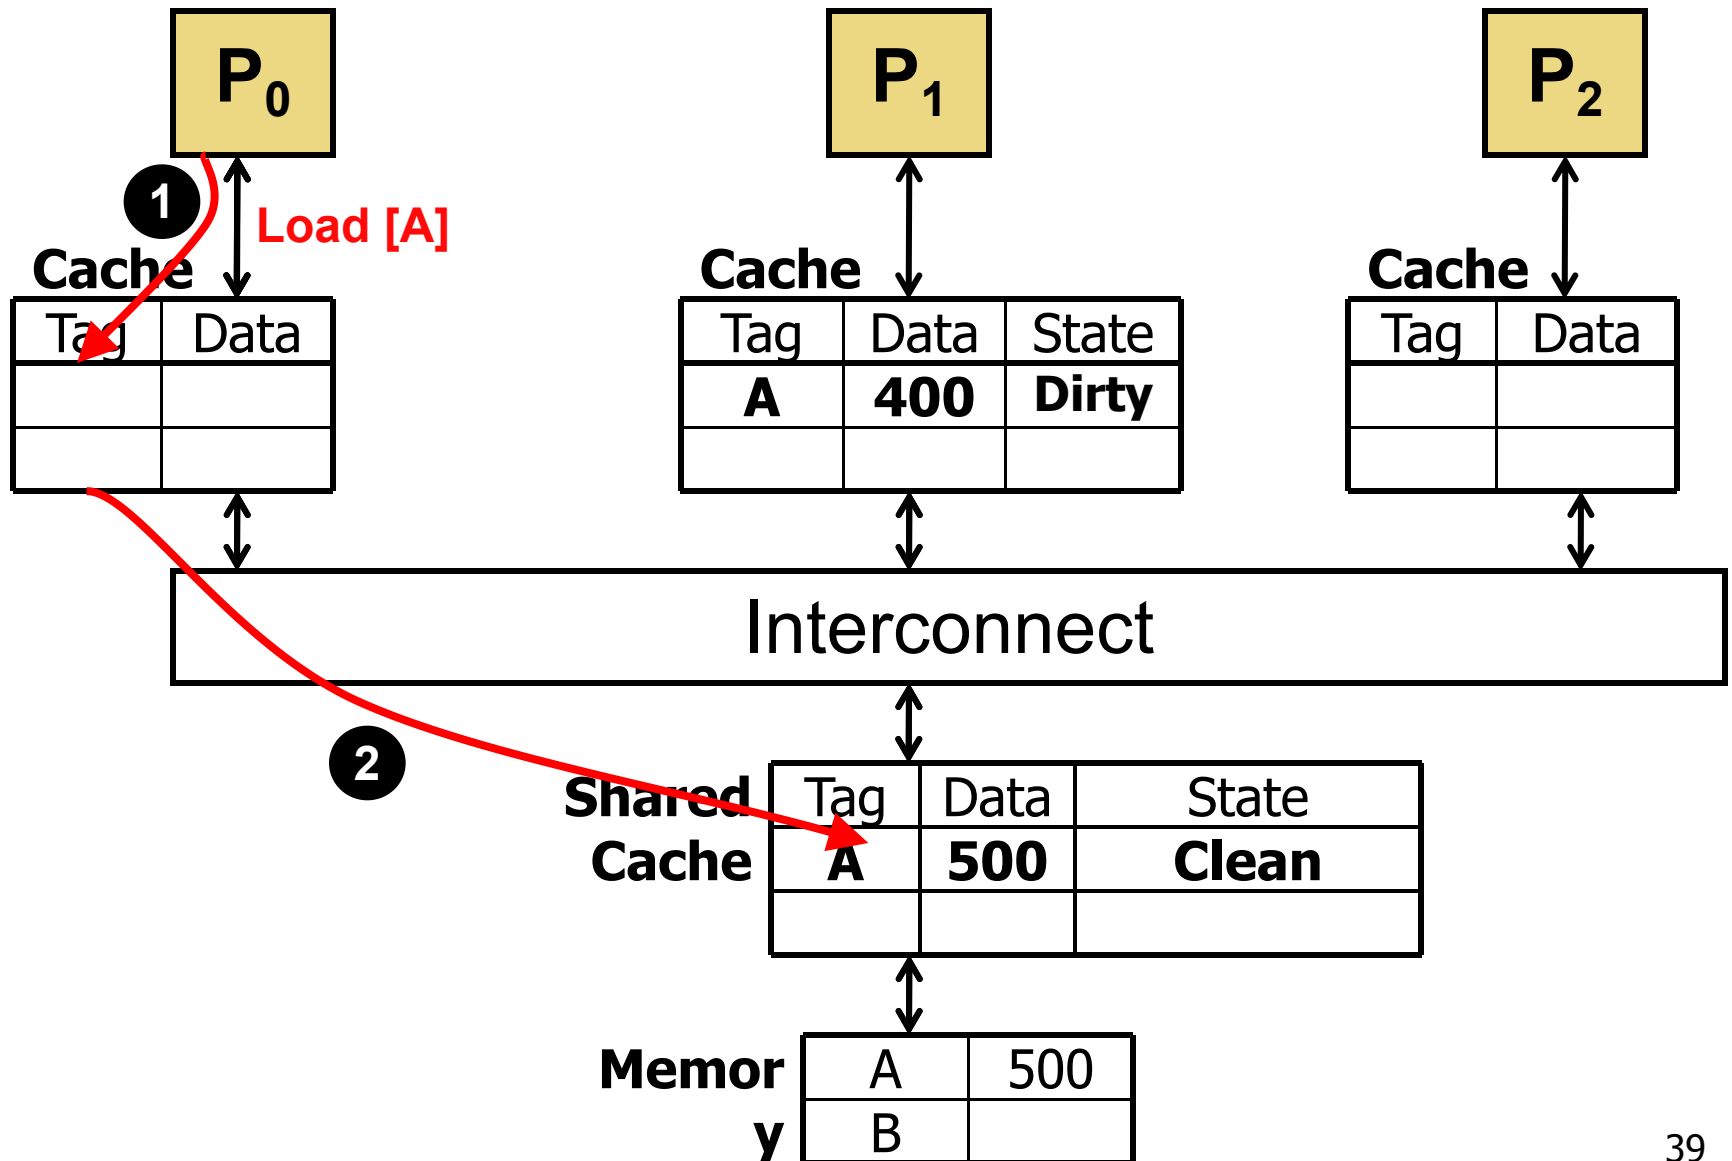 P0 P1 P2
1 Load [A]
Cache Cache Cache
Tag Data Tag Data State Tag Data
A 400 Dirty
Interconnect
2
Shared Tag Data State
Cache A 500 Clean
Memor A 500
y B
39